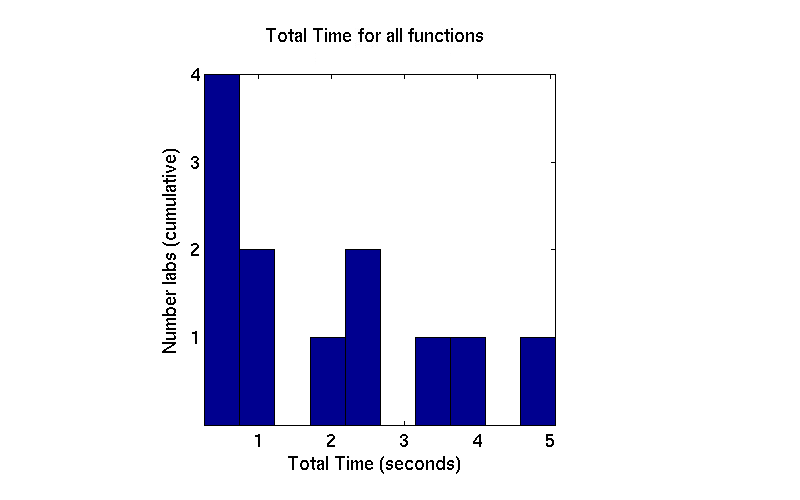 Total Time for all functions
4
3
2
1
Number labs (cumulative)
1 2 3 4 5
Total Time (seconds)